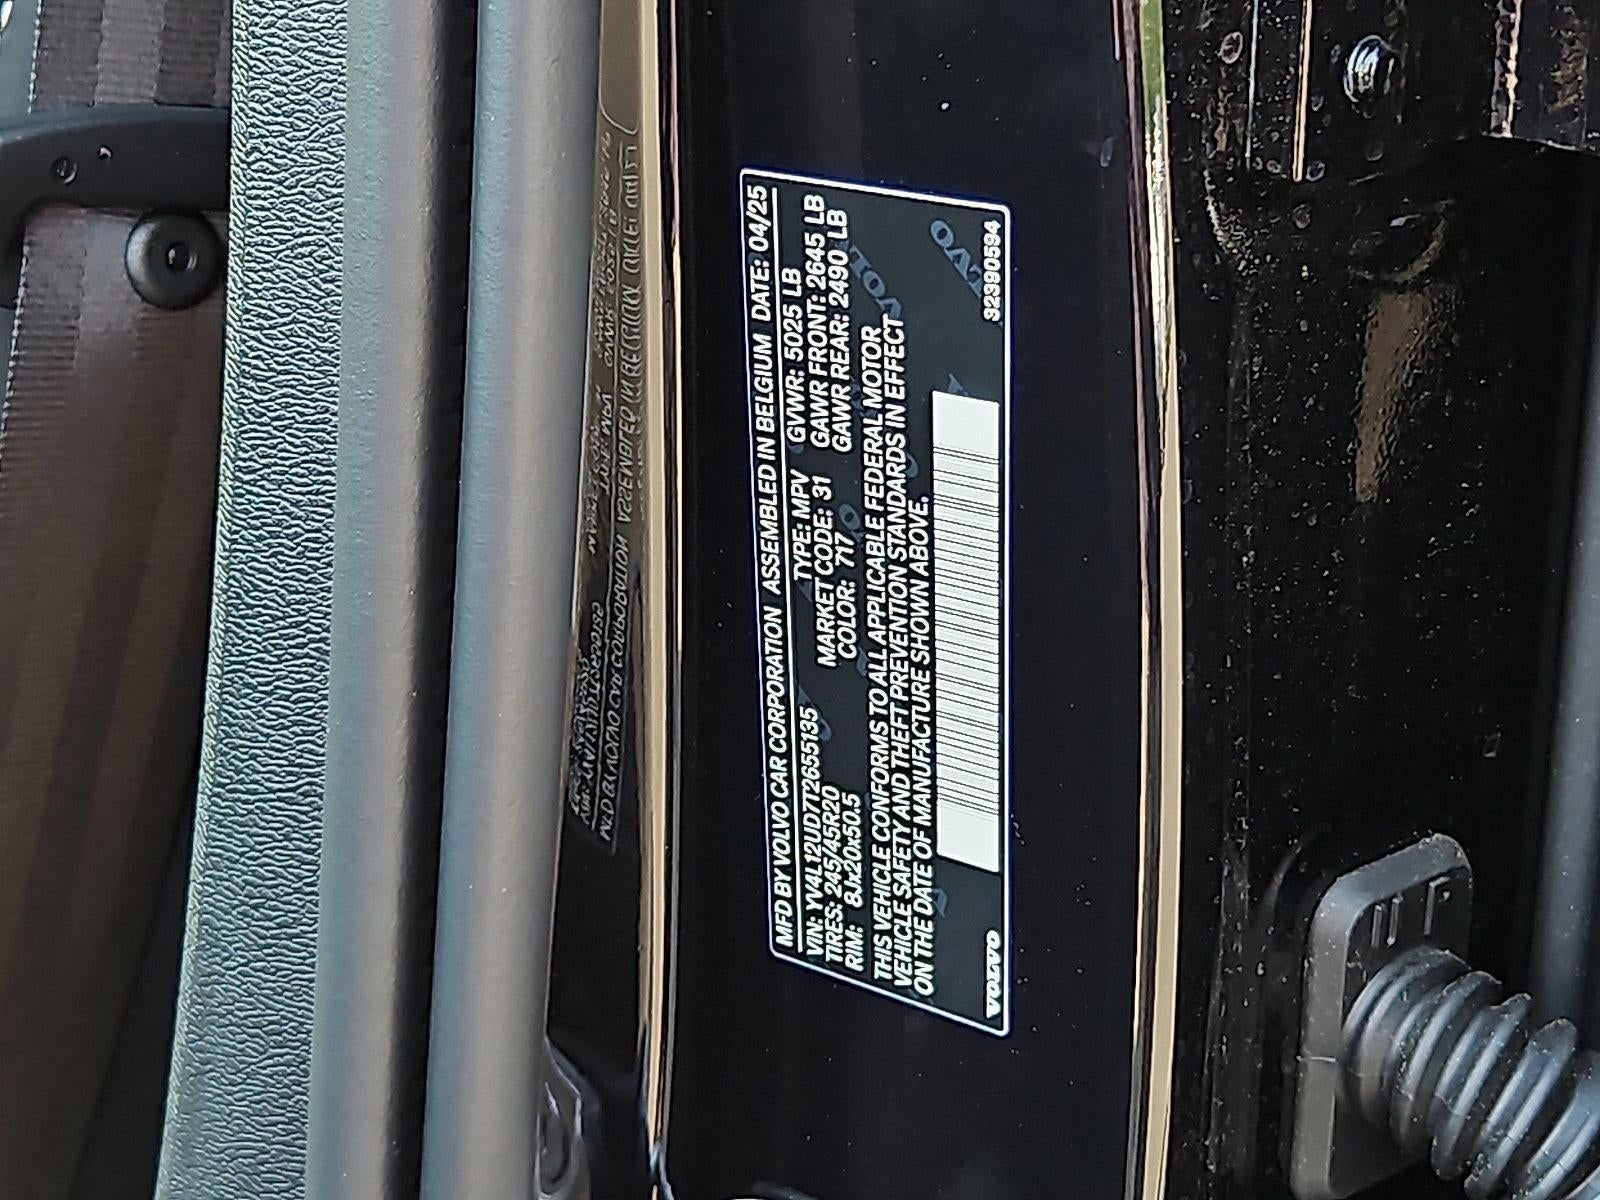 MFD BY VOLVO CAR CORPORATION ASSEMBLED IN BELGIUM DATE: 04/25
VIN: YV4L12UD7T2655135 TYPE: MPV GVWR: 5025 LB
TIRES: 245/45R20 MARKET CODE: 31 GAWR FRONT: 2645 LB
RIM: 8Jx20x50.5 COLOR: 717 GAWR REAR: 2490 LB
THIS VEHICLE CONFORMS TO ALL APPLICABLE FEDERAL MOTOR
VEHICLE SAFETY AND THEFT PREVENTION STANDARDS IN EFFECT
ON THE DATE OF MANUFACTURE SHOWN ABOVE.
VOLVO 32390594